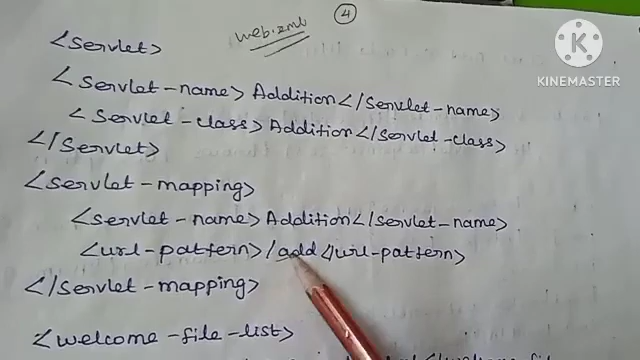 web.xml 4
<servlet>
<servlet-name>Addition</servlet-name>
<servlet-class>Addition</servlet-class>
</servlet>
<servlet-mapping>
<servlet-name>Addition</servlet-name>
<url-pattern>/add</url-pattern>
</servlet-mapping>
<welcome-file-list>
K
KINEMASTER